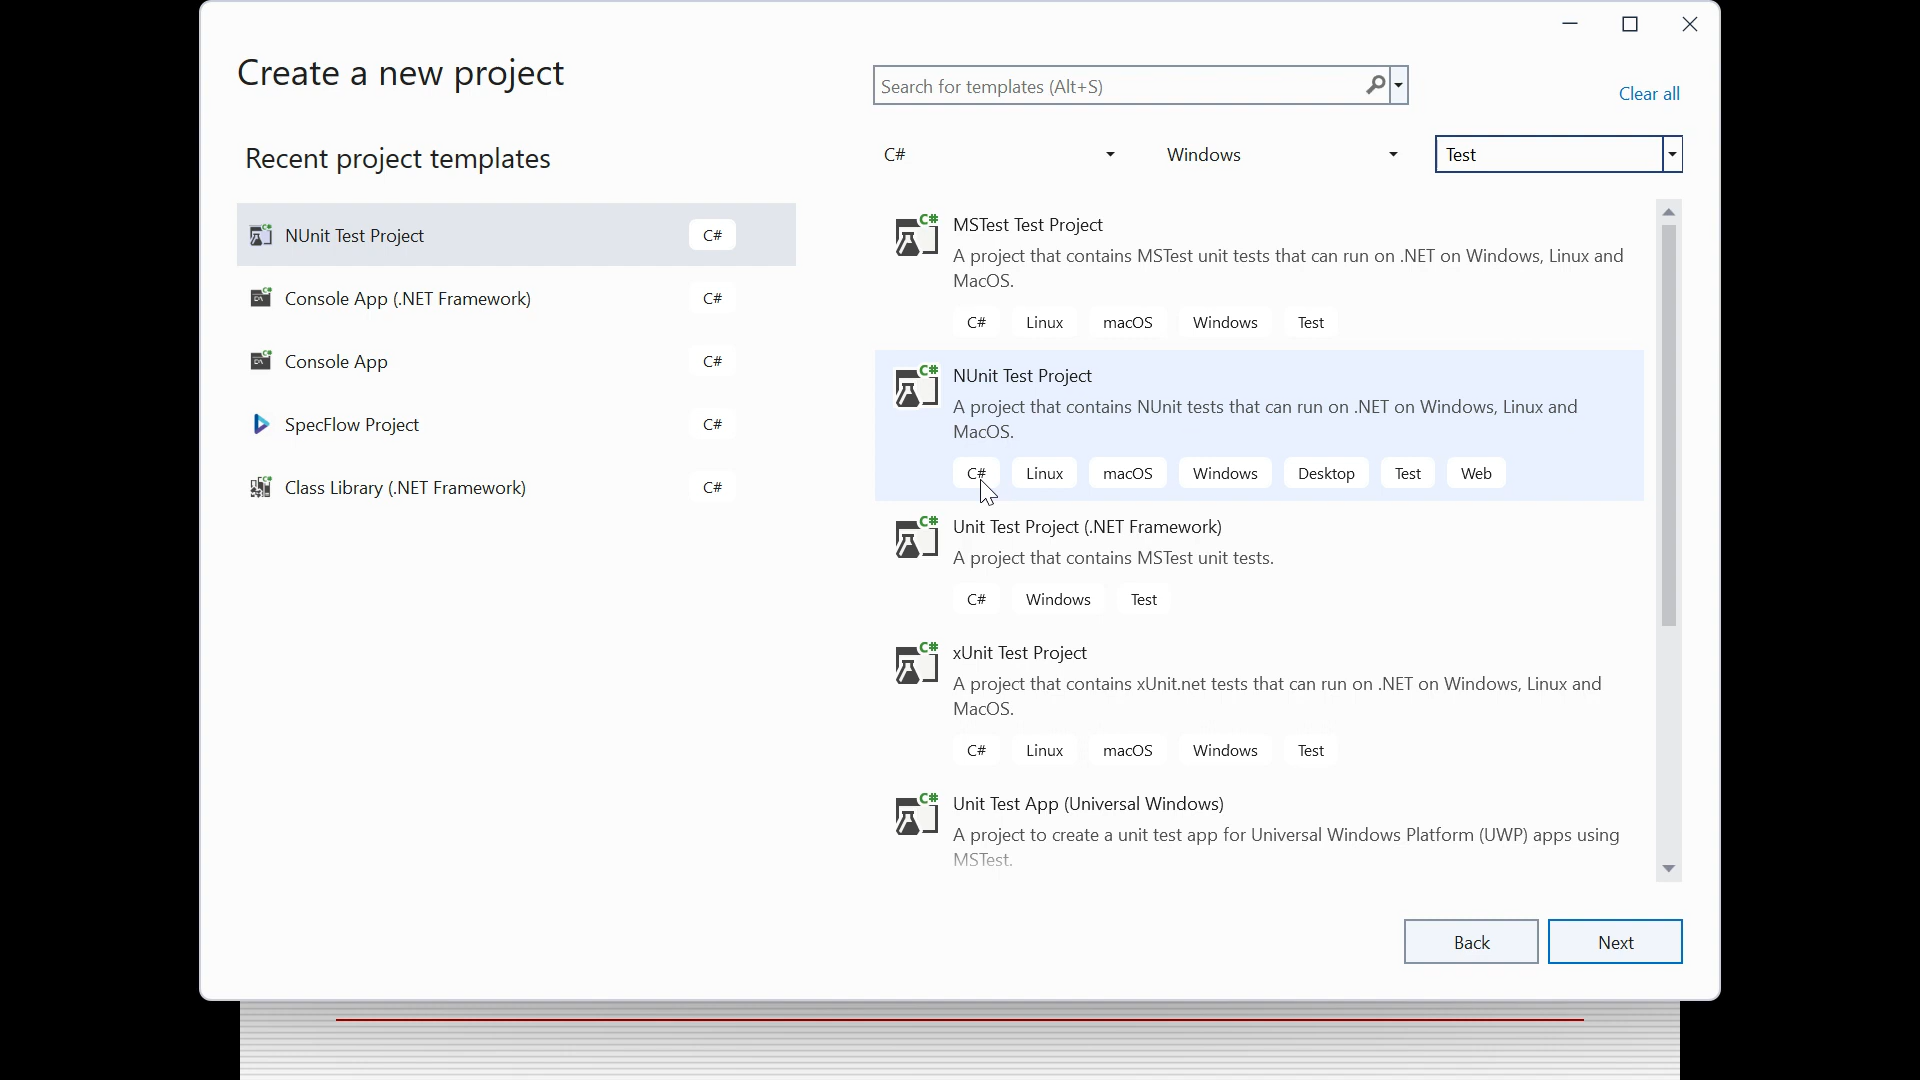 Create a new project
Search for templates (Alt+S)
Clear all
Recent project templates
C#
Windows
Test
NUnit Test Project
C#
Console App (.NET Framework)
C#
Console App
C#
SpecFlow Project
C#
Class Library (.NET Framework)
C#
MSTest Test Project
A project that contains MSTest unit tests that can run on .NET on Windows, Linux and
MacOS.
C# Linux macOS Windows Test
NUnit Test Project
A project that contains NUnit tests that can run on .NET on Windows, Linux and
MacOS.
C# Linux macOS Windows Desktop Test Web
Unit Test Project (.NET Framework)
A project that contains MSTest unit tests.
C# Windows Test
xUnit Test Project
A project that contains xUnit.net tests that can run on .NET on Windows, Linux and
MacOS.
C# Linux macOS Windows Test
Unit Test App (Universal Windows)
A project to create a unit test app for Universal Windows Platform (UWP) apps using
MSTest.
Back
Next